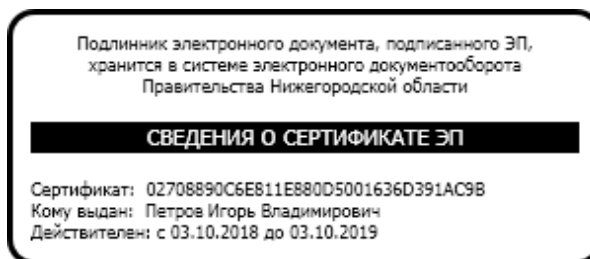 Подлинник электронного документа, подписанного ЭП,
хранится в системе электронного документооборота
Правительства Нижегородской области
СВЕДЕНИЯ О СЕРТИФИКАТЕ ЭП
Сертификат: 02708890C6E811E880D5001636D391AC9B
Кому выдан: Петров Игорь Владимирович
Действителен: с 03.10.2018 до 03.10.2019